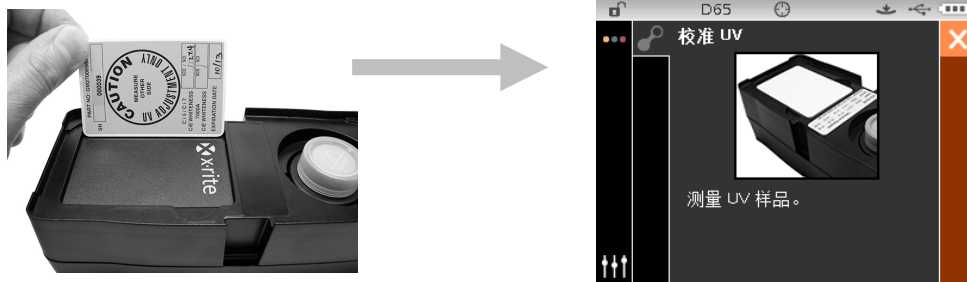 CAUTION
UV ADJUSTMENT ONLY
MEASURE
OTHER
SIDE
PART NO:
SN 000039
CIE WHITENESS
CIE WHITENESS
EXPIRATION DATE
x·rite
D65
校准 UV
测量 UV 样品。